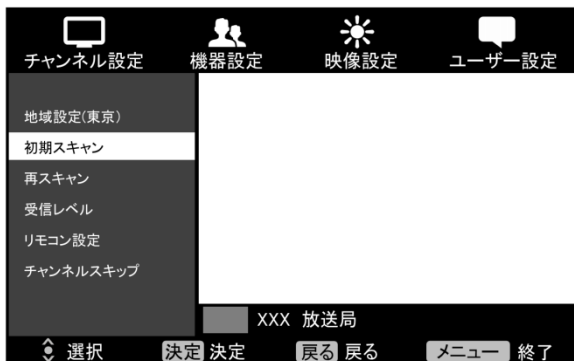 チャンネル設定 機器設定 映像設定 ユーザー設定
地域設定(東京)
初期スキャン
再スキャン
受信レベル
リモコン設定
チャンネルスキップ
XXX 放送局
選択 決定 決定 戻る 戻る メニュー 終了